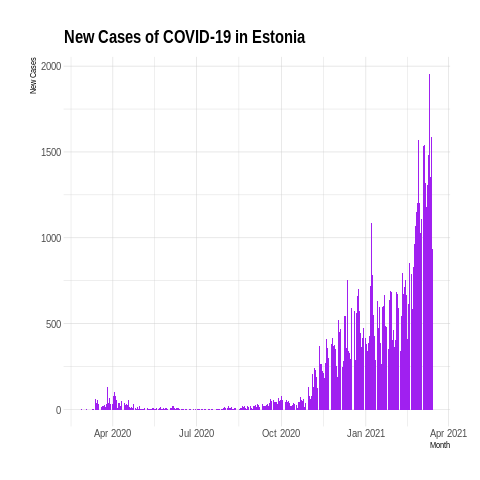 New Cases of COVID-19 in Estonia
New Cases
2000
1500
1000
500
0
Apr 2020
Jul 2020
Oct 2020
Jan 2021
Apr 2021
Month